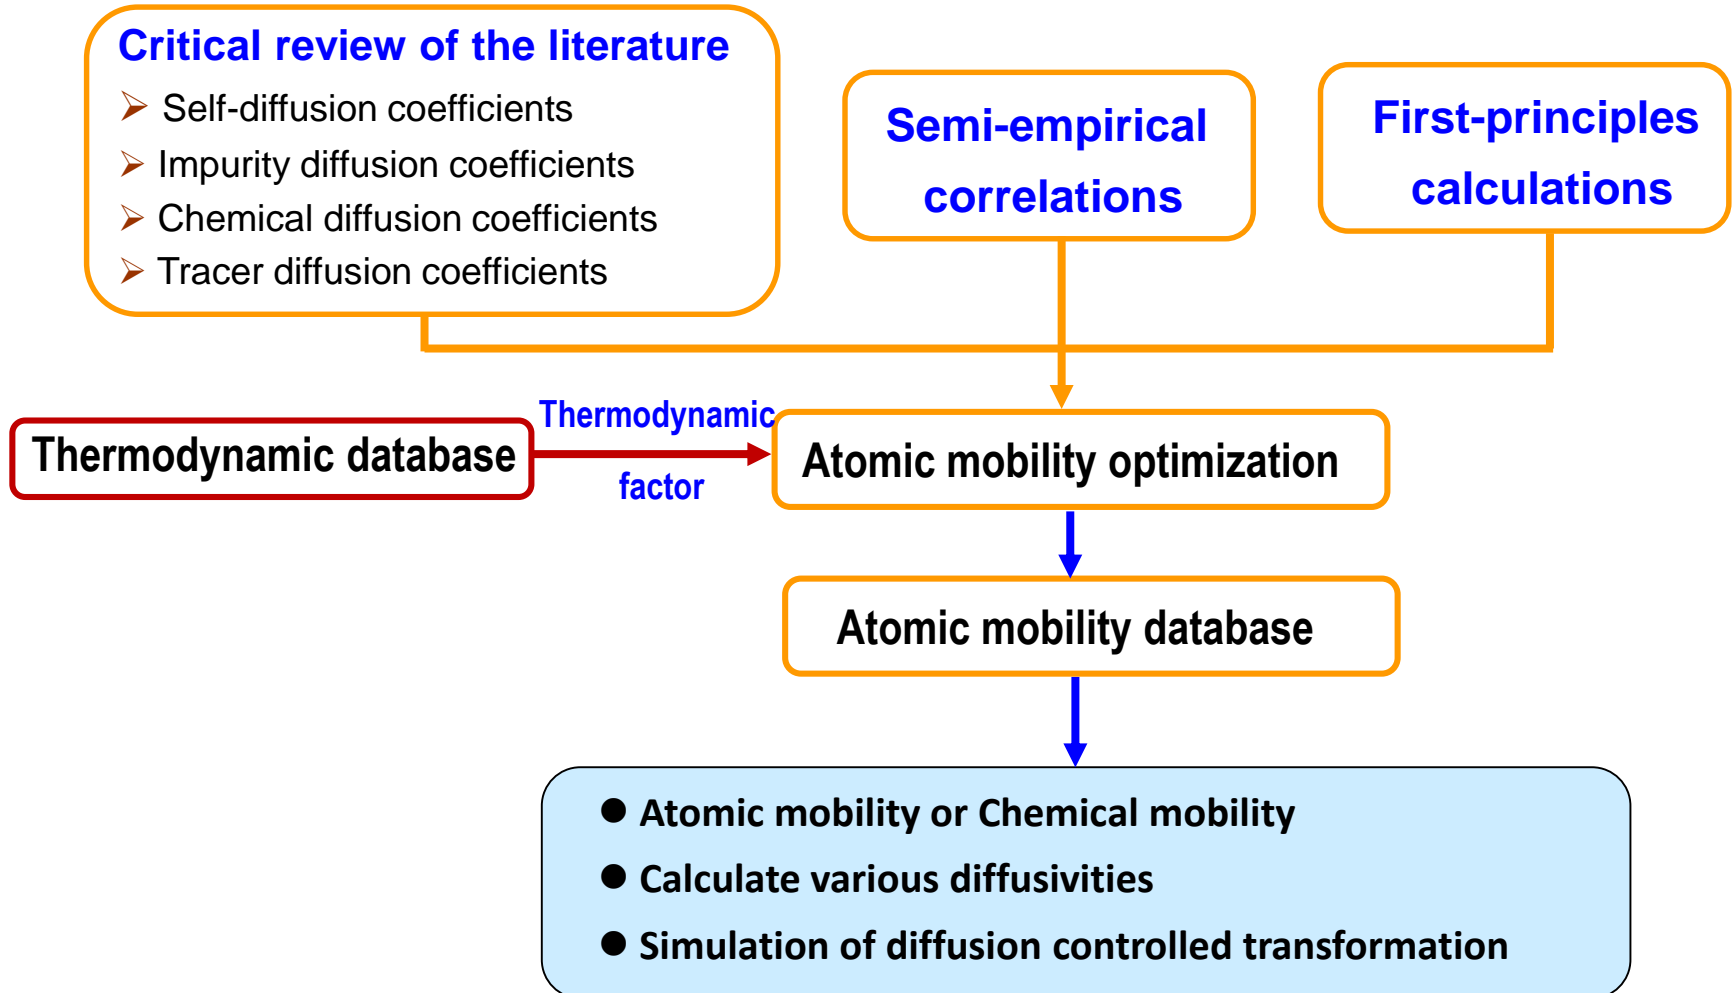 Critical review of the literature
Self-diffusion coefficients
Impurity diffusion coefficients
Chemical diffusion coefficients
Tracer diffusion coefficients
Semi-empirical
correlations
First-principles
calculations
Thermodynamic database
Thermodynamic
factor
Atomic mobility optimization
Atomic mobility database
● Atomic mobility or Chemical mobility
● Calculate various diffusivities
● Simulation of diffusion controlled transformation